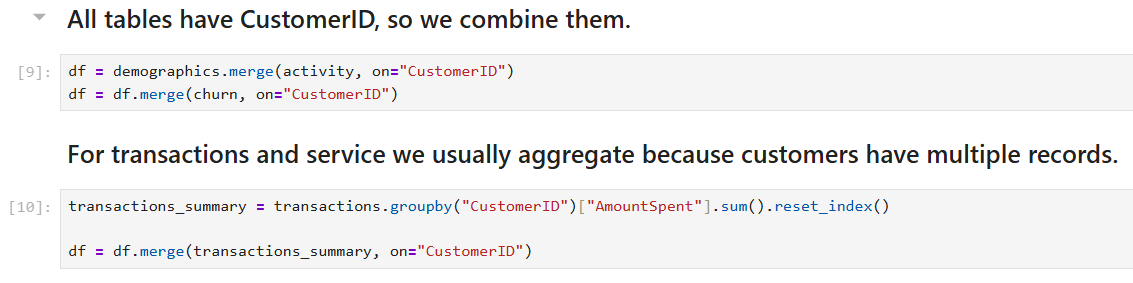 All tables have CustomerID, so we combine them.
[9]: df = demographics.merge(activity, on="CustomerID")
df = df.merge(churn, on="CustomerID")
For transactions and service we usually aggregate because customers have multiple records.
[10]: transactions_summary = transactions.groupby("CustomerID")["AmountSpent"].sum().reset_index()
df = df.merge(transactions_summary, on="CustomerID")